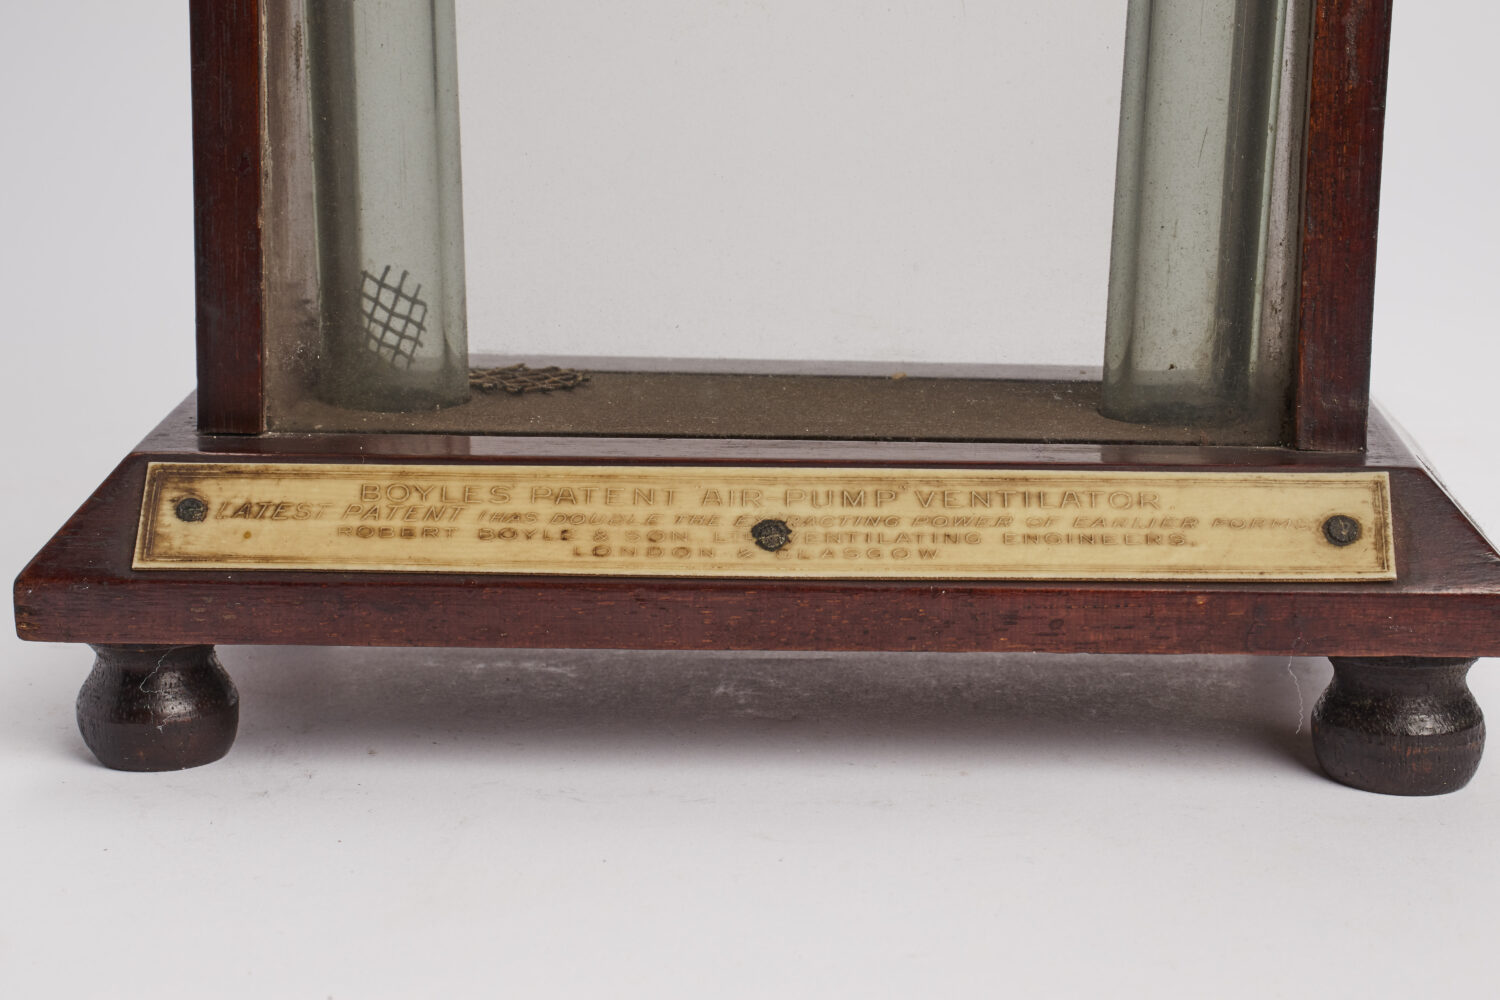 BOYLES PATENT "AIR-PUMP" VENTILATOR.
LATEST PATENT (HAS DOUBLE THE EXTRACTING POWER OF EARLIER FORMS)
ROBERT BOYLE & SON, LTD VENTILATING ENGINEERS,
LONDON & GLASGOW